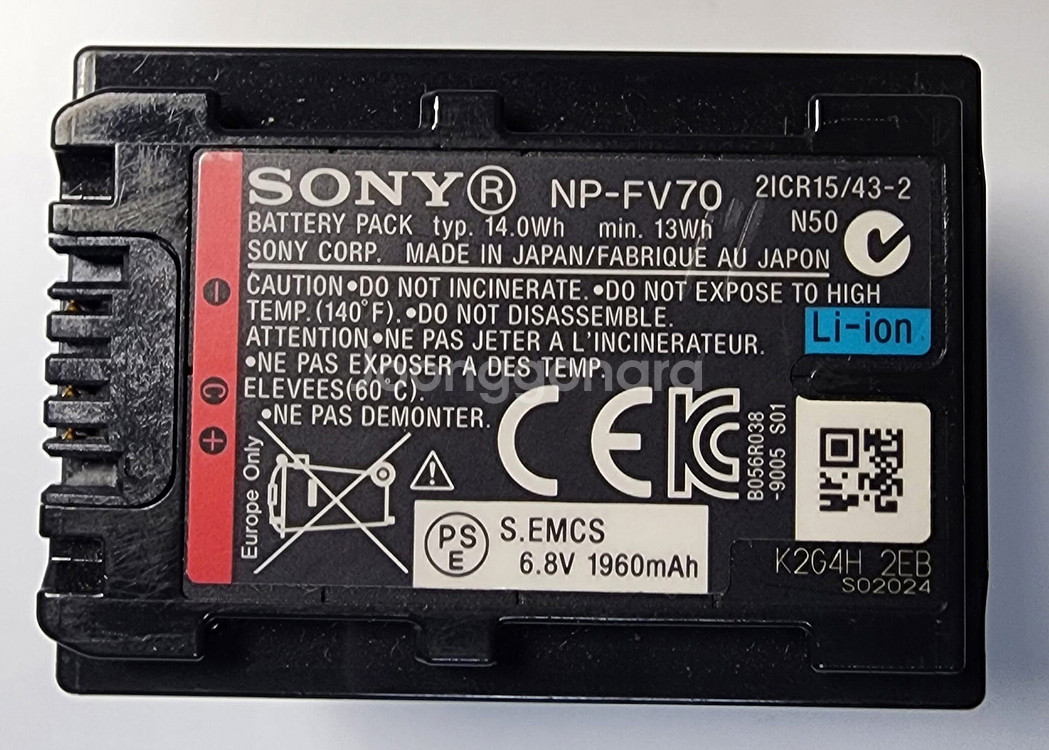 SONY® NP-FV70 2ICR15/43-2
BATTERY PACK typ. 14.0Wh min. 13Wh N50
SONY CORP. MADE IN JAPAN/FABRIQUE AU JAPON
CAUTION●DO NOT INCINERATE.●DO NOT EXPOSE TO HIGH
TEMP.(140°F).●DO NOT DISASSEMBLE.
Li-ion
ATTENTION●NE PAS JETER A L'INCINERATEUR.
●NE PAS EXPOSER A DES TEMP.
ELEVEES(60°C).
●NE PAS DEMONTER.
− C +
Europe Only
CE
B056R038
-9005 S01
PSE
S.EMCS
6.8V 1960mAh
K2G4H 2EB
S02024